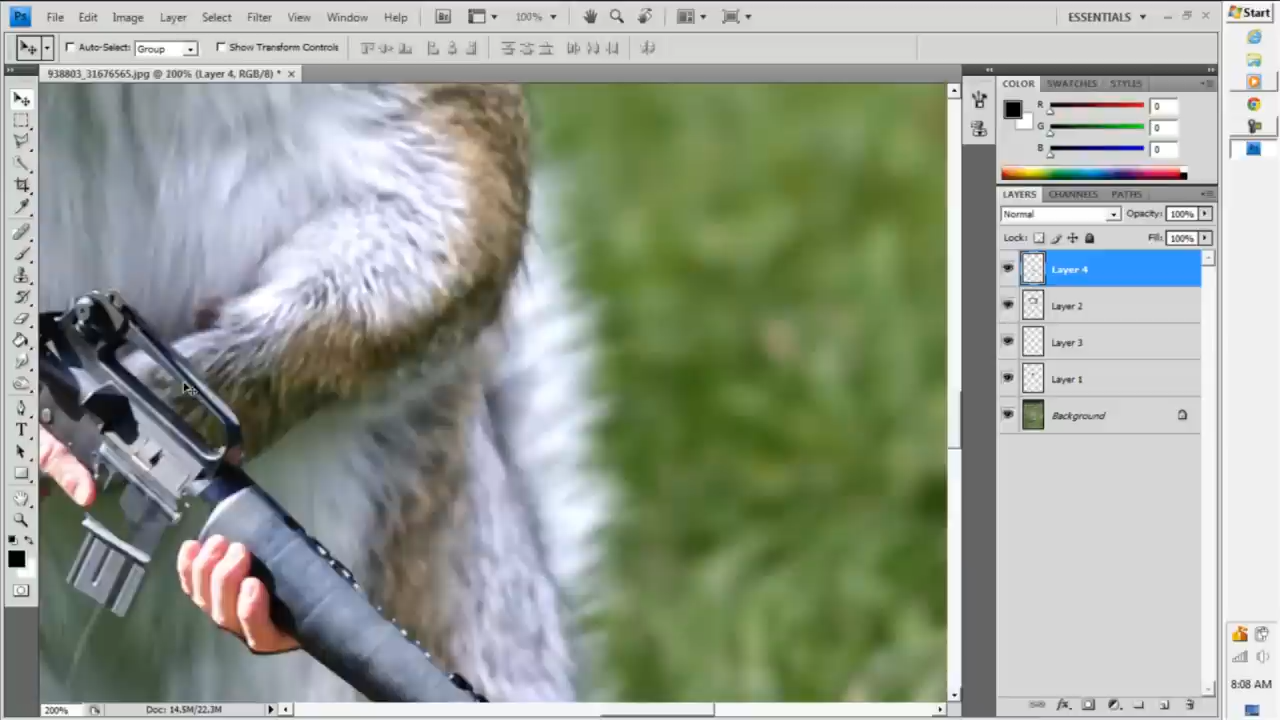 Ps File Edit Image Layer Select Filter View Window Help Br 100% ESSENTIALS
Start
Auto-Select: Group Show Transform Controls
938803_31676565.jpg @ 200% (Layer 4, RGB/8) *
COLOR SWATCHES STYLES
R 0
G 0
B 0
LAYERS CHANNELS PATHS
Normal Opacity: 100%
Lock: Fill: 100%
Layer 4
Layer 2
Layer 3
Layer 1
Background
T
8:08 AM
200% Doc: 14.5M/22.3M
fx